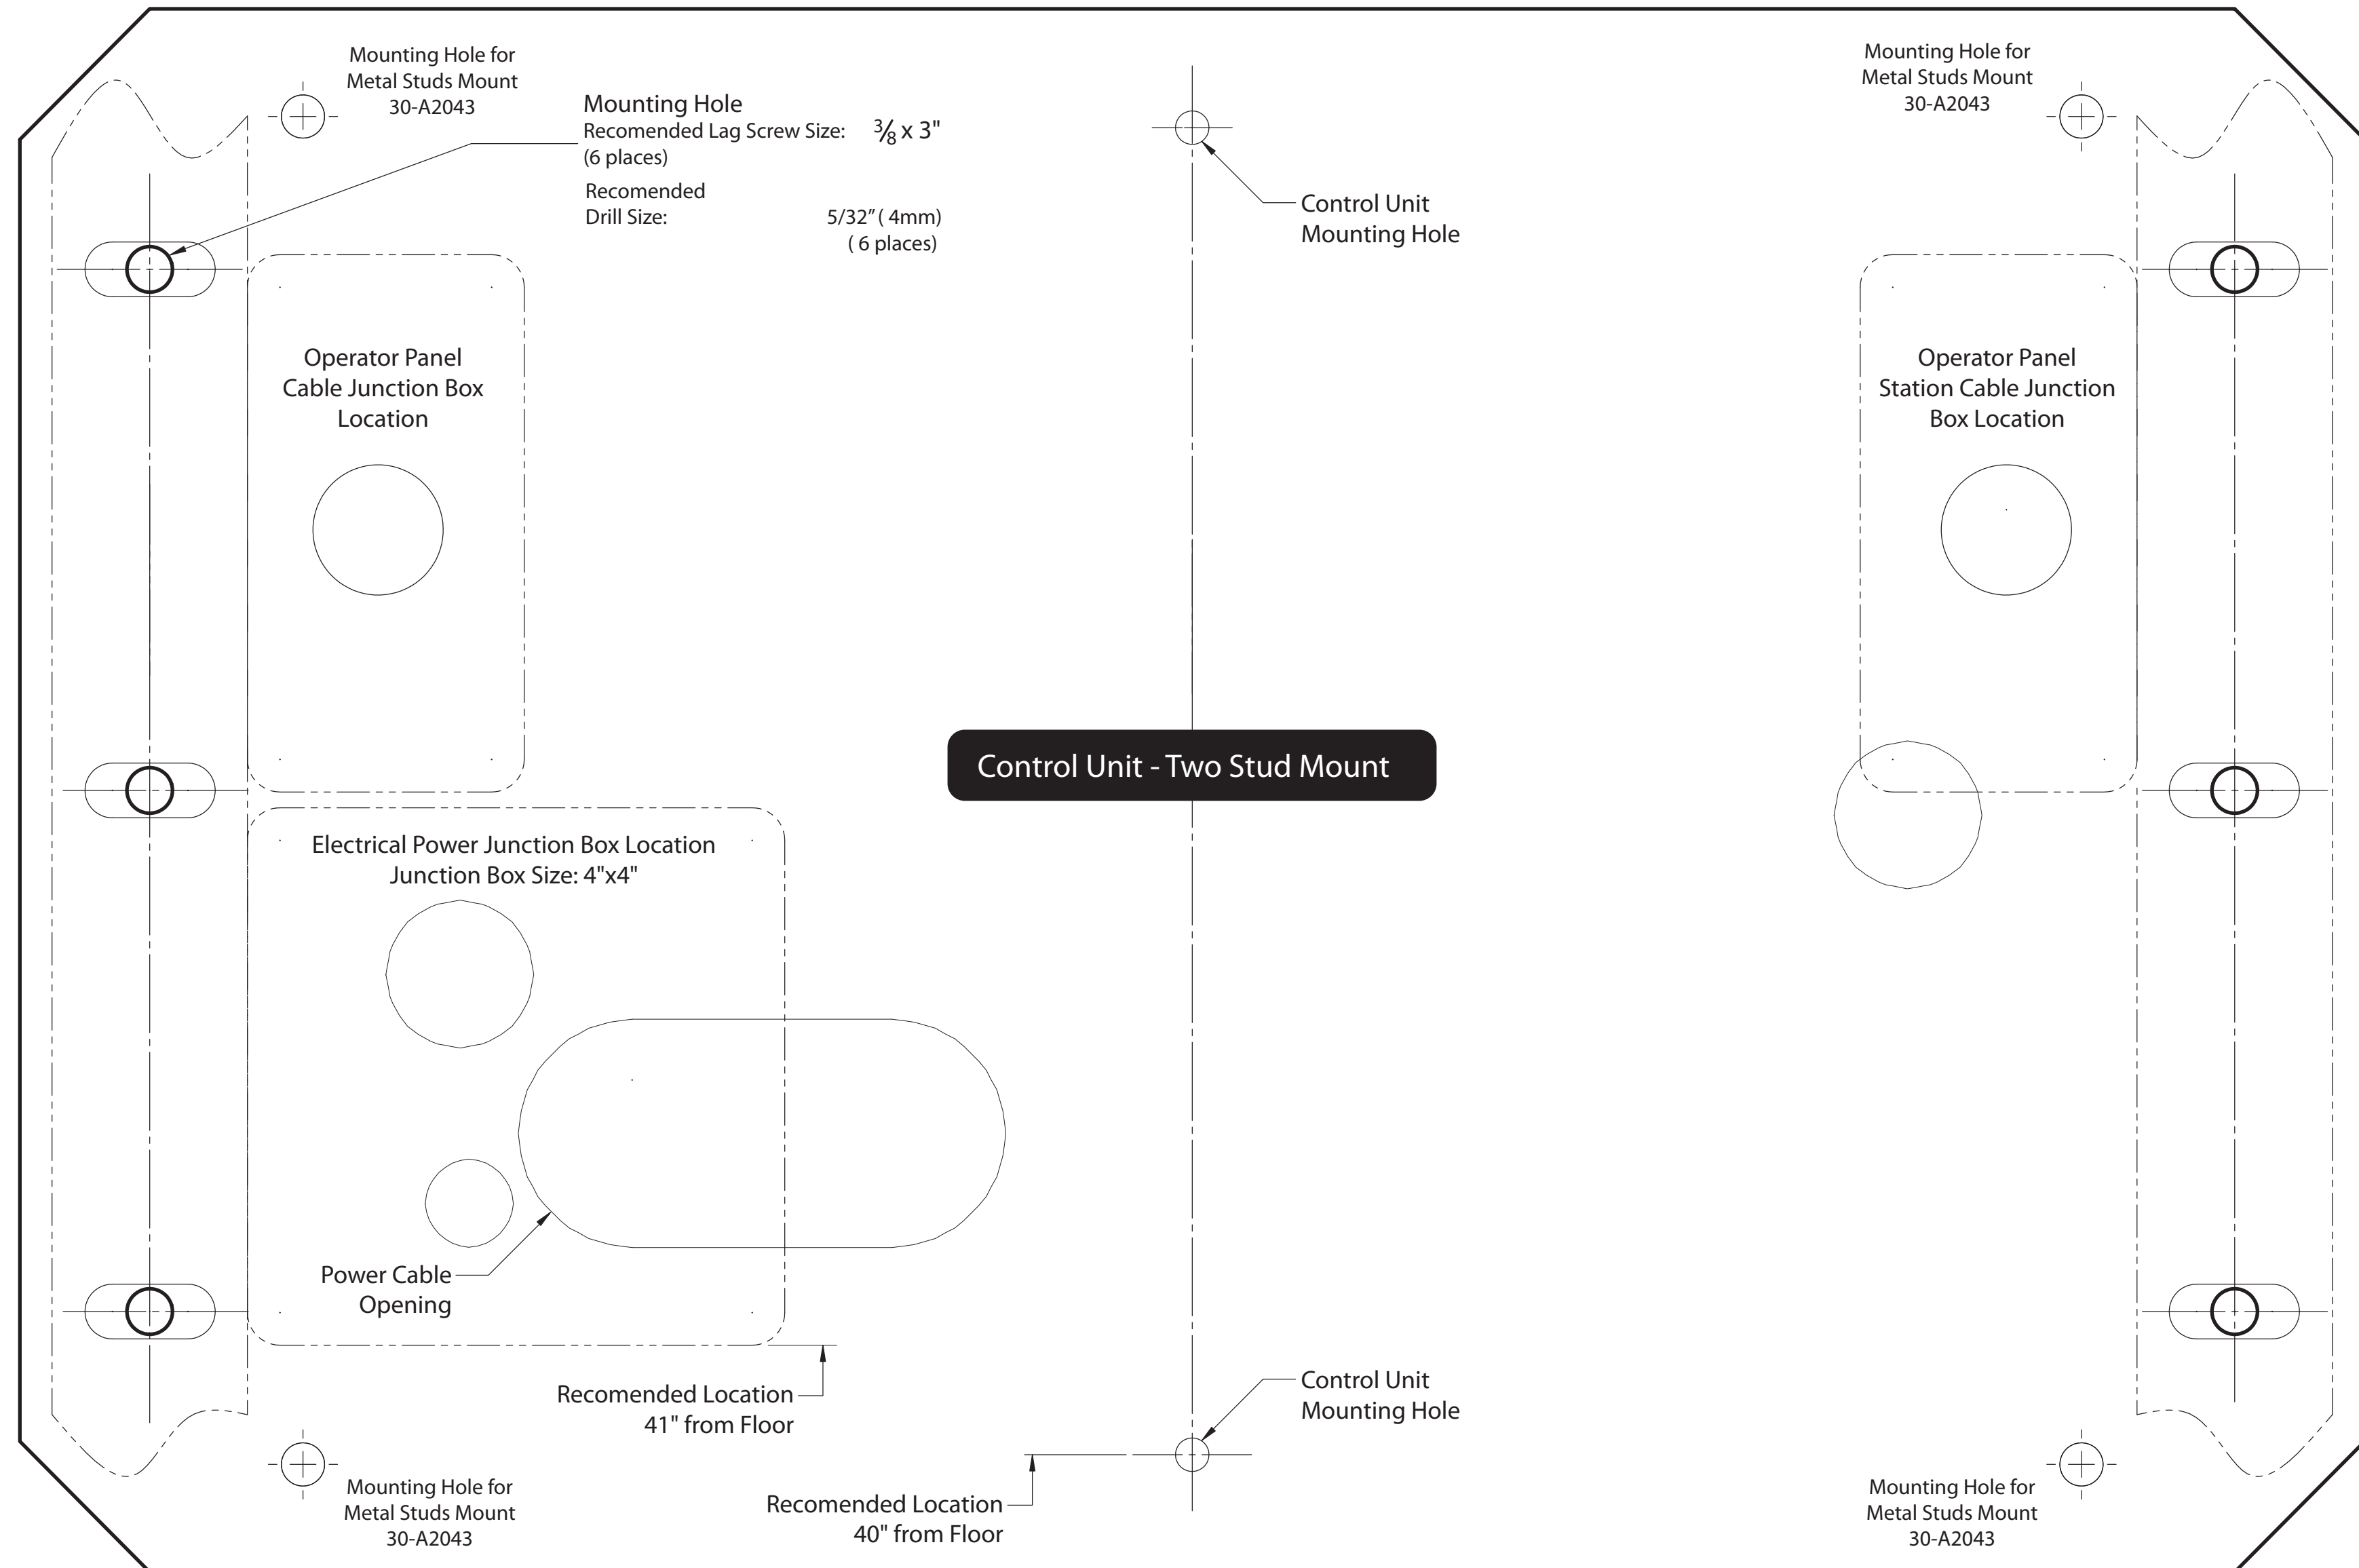 Mounting Hole for
Metal Studs Mount
30-A2043
Mounting Hole
Recomended Lag Screw Size: 3/8 x 3"
(6 places)
Recomended
Drill Size: 5/32" ( 4mm)
( 6 places)
Control Unit
Mounting Hole
Mounting Hole for
Metal Studs Mount
30-A2043
Operator Panel
Cable Junction Box
Location
Operator Panel
Station Cable Junction
Box Location
Control Unit - Two Stud Mount
Electrical Power Junction Box Location
Junction Box Size: 4"x4"
Power Cable
Opening
Recomended Location
41" from Floor
Control Unit
Mounting Hole
Mounting Hole for
Metal Studs Mount
30-A2043
Recomended Location
40" from Floor
Mounting Hole for
Metal Studs Mount
30-A2043